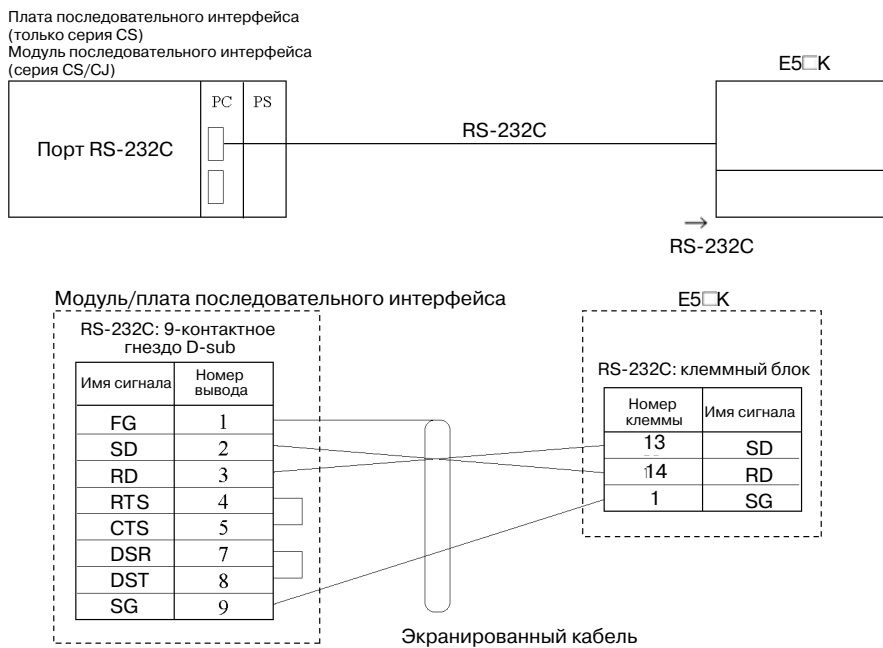 Плата последовательного интерфейса
(только серия CS)
Модуль последовательного интерфейса
(серия CS/CJ)
E5□K
PC PS
Порт RS-232C
RS-232C
→
RS-232C
Модуль/плата последовательного интерфейса
E5□K
RS-232C: 9-контактное
гнездо D-sub
Имя сигнала Номер вывода
FG 1
SD 2
RD 3
RTS 4
CTS 5
DSR 7
DST 8
SG 9
RS-232C: клеммный блок
Номер клеммы Имя сигнала
13 SD
14 RD
1 SG
Экранированный кабель